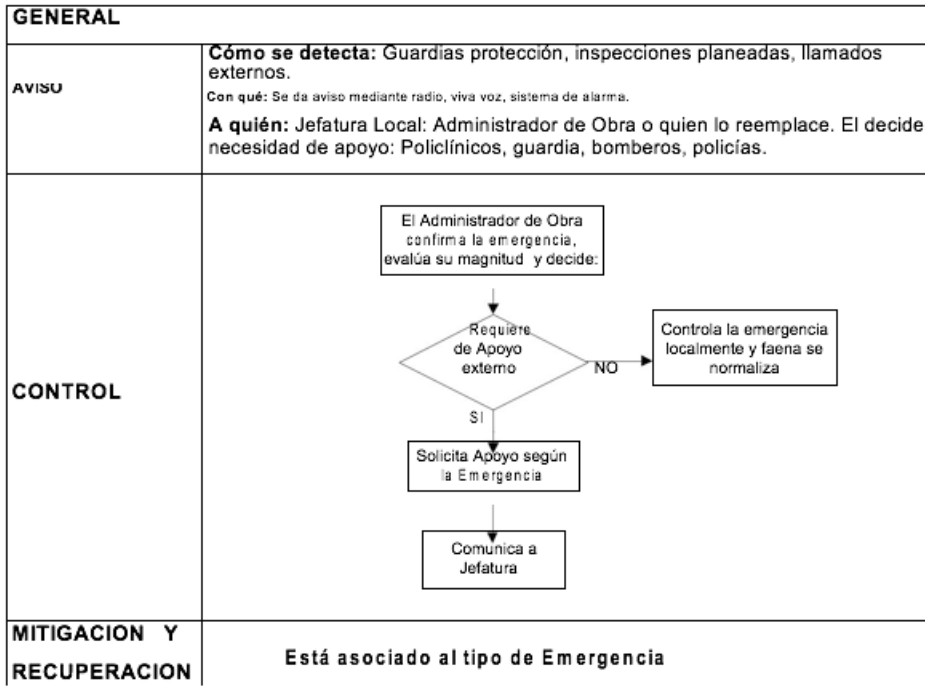 GENERAL
AVISO
Cómo se detecta: Guardias protección, inspecciones planeadas, llamados
externos.
Con qué: Se da aviso mediante radio, viva voz, sistema de alarma.
A quién: Jefatura Local: Administrador de Obra o quien lo reemplace. El decide
necesidad de apoyo: Policlínicos, guardia, bomberos, policías.
CONTROL
El Administrador de Obra
confirma la emergencia,
evalúa su magnitud y decide:
Requiere
de Apoyo
externo
NO
Controla la emergencia
localmente y faena se
normaliza
SI
Solicita Apoyo según
la Emergencia
Comunica a
Jefatura
MITIGACION Y
RECUPERACION
Está asociado al tipo de Emergencia